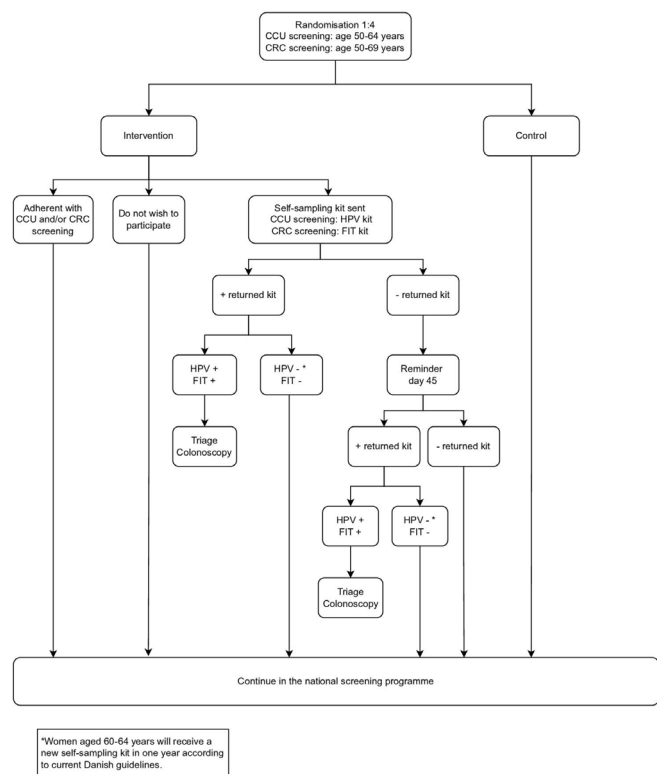 Randomisation 1:4
CCU screening: age 50-64 years
CRC screening: age 50-69 years
Intervention
Control
Adherent with
CCU and/or CRC
screening
Do not wish to
participate
Self-sampling kit sent
CCU screening: HPV kit
CRC screening: FIT kit
+ returned kit
- returned kit
HPV +
FIT +
HPV - *
FIT -
Reminder
day 45
Triage
Colonoscopy
+ returned kit
- returned kit
HPV +
FIT +
HPV - *
FIT -
Triage
Colonoscopy
Continue in the national screening programme
*Women aged 60-64 years will receive a
new self-sampling kit in one year according
to current Danish guidelines.